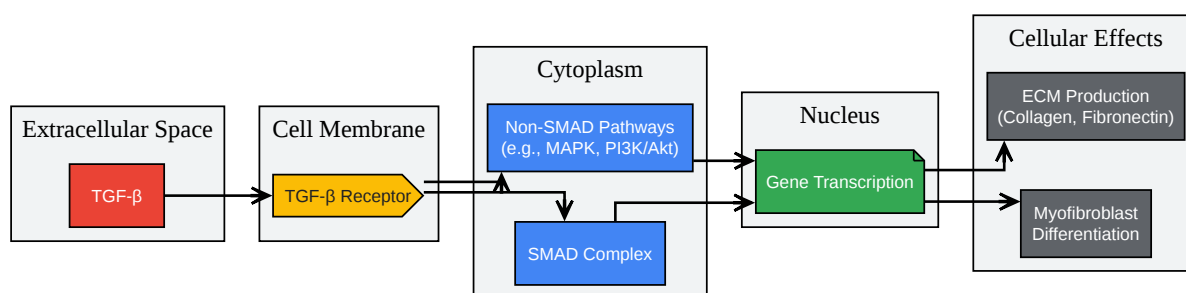 Extracellular Space
TGF-β
Cell Membrane
TGF-β Receptor
Cytoplasm
Non-SMAD Pathways
(e.g., MAPK, PI3K/Akt)
SMAD Complex
Nucleus
Gene Transcription
Cellular Effects
ECM Production
(Collagen, Fibronectin)
Myofibroblast
Differentiation